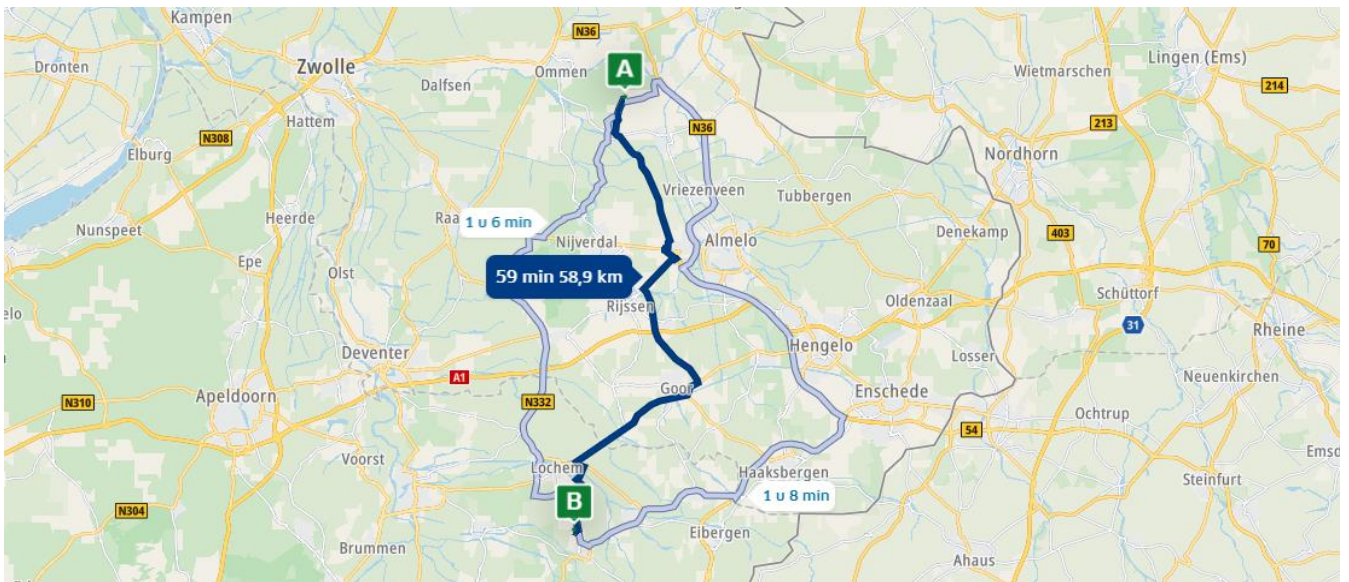 Kampen
N36
Dronten
Zwolle
Ommen
A
Wietmarschen
Lingen (Ems)
Dalfsen
214
Hattem
N308
N36
213
Elburg
Nordhorn
Vriezenveen
Tubbergen
Heerde
Raa
1 u 6 min
Nunspeet
Nijverdal
Almelo
Denekamp
403
70
Epe
Olst
59 min 58,9 km
Schüttorf
Rijssen
Oldenzaal
elo
31
Rheine
Deventer
Hengelo
Losser
A1
Neuenkirchen
Apeldoorn
Goor
Enschede
N310
N332
Ochtrup
54
Voorst
Lochem
Haaksbergen
Emsd
Steinfurt
B
1 u 8 min
N304
Eibergen
Brummen
Ahaus